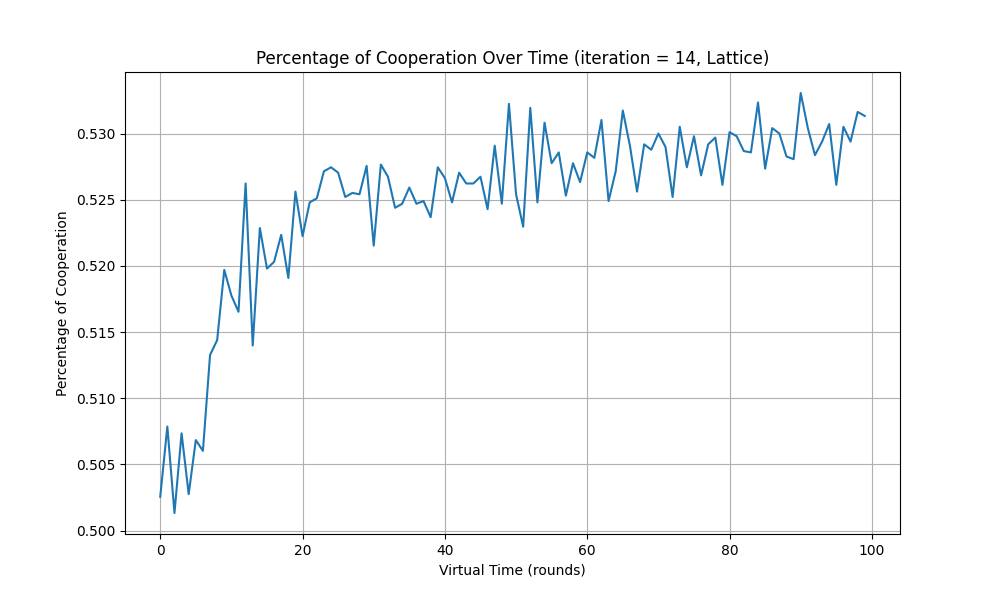 Percentage of Cooperation Over Time (iteration = 14, Lattice)
Percentage of Cooperation
0.530
0.525
0.520
0.515
0.510
0.505
0.500
0 20 40 60 80 100
Virtual Time (rounds)